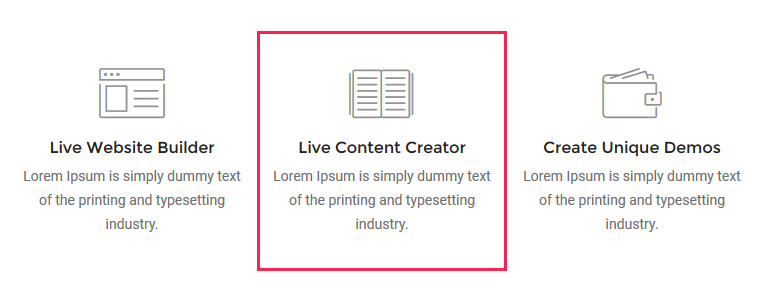 Live Website Builder
Lorem Ipsum is simply dummy text
of the printing and typesetting
industry.
Live Content Creator
Lorem Ipsum is simply dummy text
of the printing and typesetting
industry.
Create Unique Demos
Lorem Ipsum is simply dummy text
of the printing and typesetting
industry.